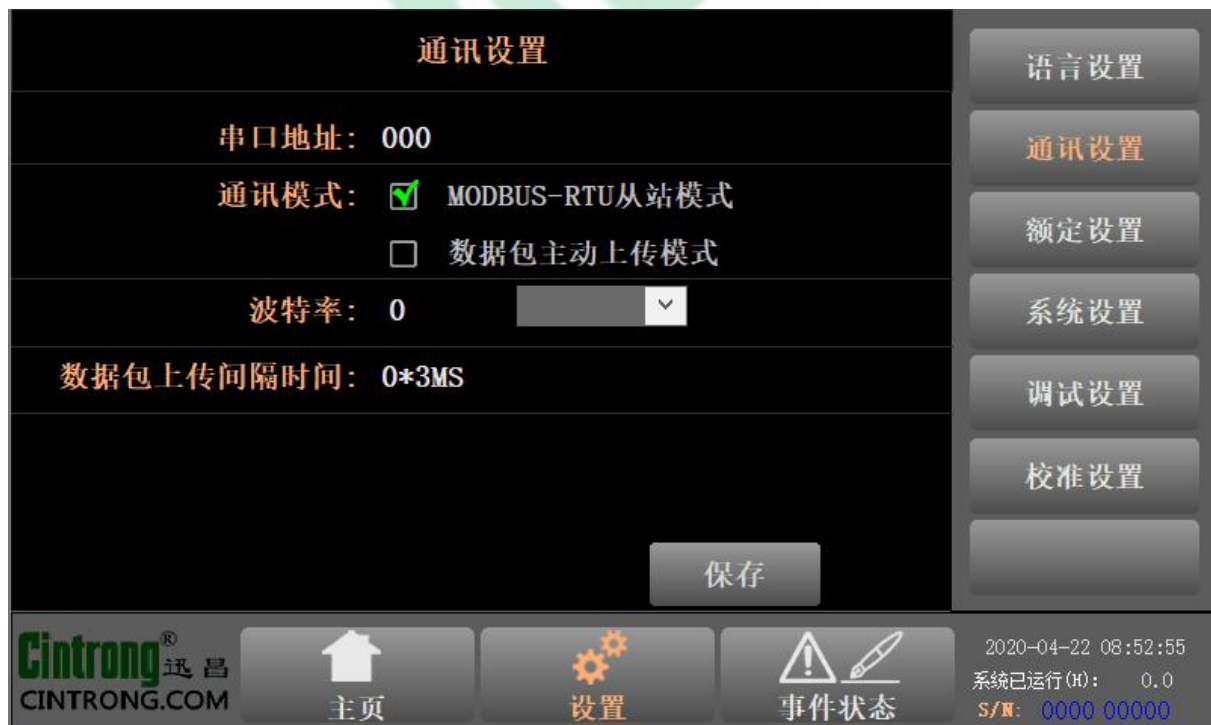 通讯设置
串口地址: 000
通讯模式: MODBUS-RTU从站模式
数据包主动上传模式
波特率: 0
数据包上传间隔时间: 0*3MS
保存
语言设置
通讯设置
额定设置
系统设置
调试设置
校准设置
Cintrong® 迅昌
CINTRONG.COM
主页
设置
事件状态
2020-04-22 08:52:55
系统已运行(H): 0.0
S/N: 0000 00000